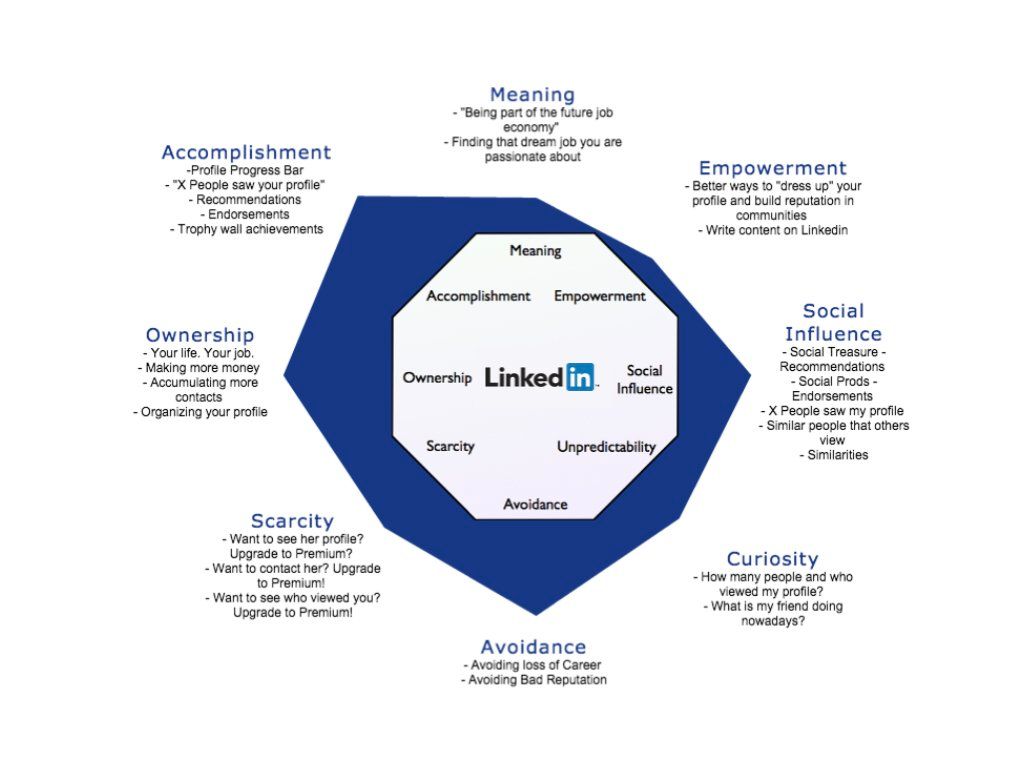 Meaning
- "Being part of the future job
economy"
- Finding that dream job you are
passionate about
Accomplishment
-Profile Progress Bar
- "X People saw your profile"
- Recommendations
- Endorsements
- Trophy wall achievements
Empowerment
- Better ways to "dress up" your
profile and build reputation in
communities
- Write content on Linkedin
Ownership
- Your life. Your job.
- Making more money
- Accumulating more
contacts
- Organizing your profile
Meaning
Accomplishment
Empowerment
Ownership
LinkedIn™
Social
Influence
Scarcity
Unpredictability
Avoidance
Social
Influence
- Social Treasure -
Recommendations
- Social Prods -
Endorsements
- X People saw my profile
- Similar people that others
view
- Similarities
Scarcity
- Want to see her profile?
Upgrade to Premium?
- Want to contact her? Upgrade
to Premium!
- Want to see who viewed you?
Upgrade to Premium!
Curiosity
- How many people and who
viewed my profile?
- What is my friend doing
nowadays?
Avoidance
- Avoiding loss of Career
- Avoiding Bad Reputation